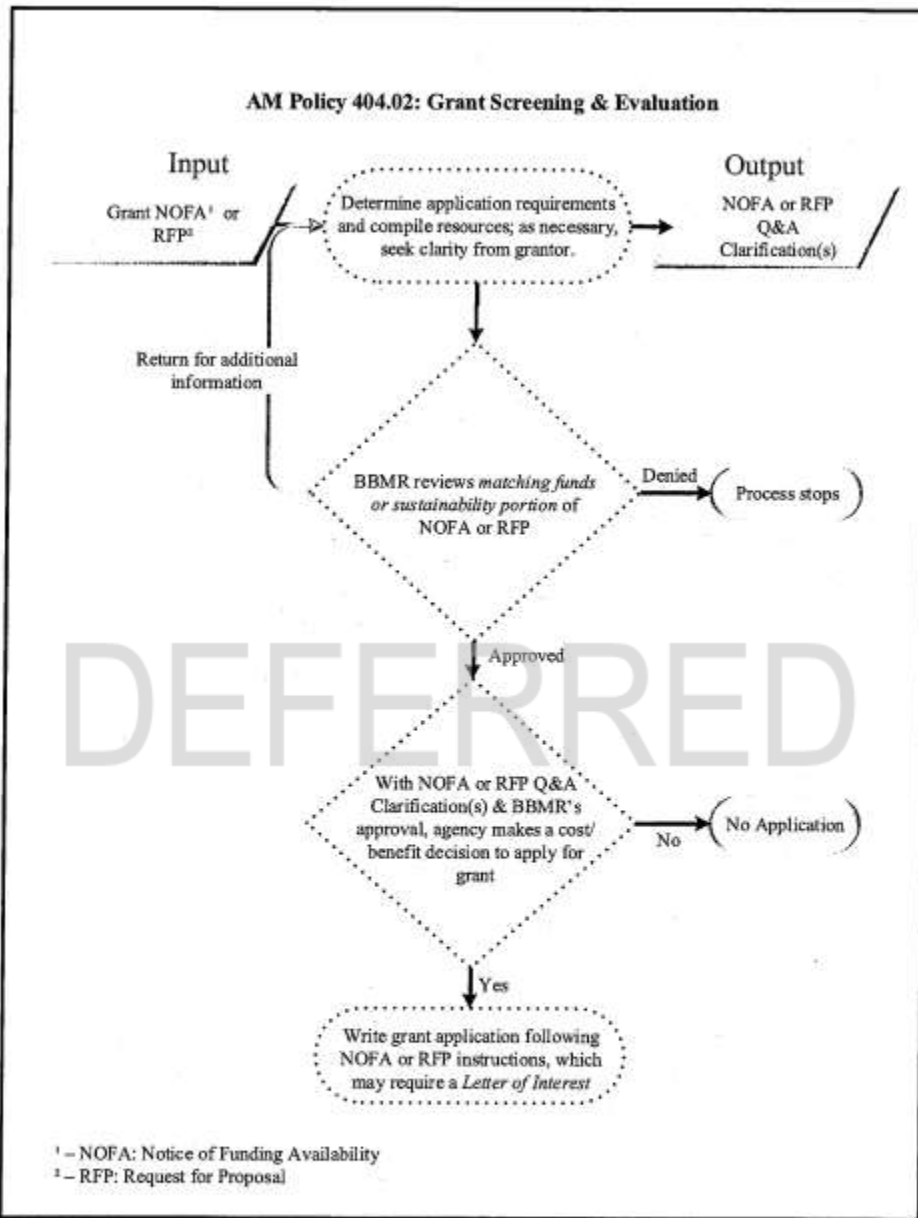 AM Policy 404.02: Grant Screening & Evaluation
Input
Output
Grant NOFA¹ or
RFP²
Determine application requirements
and compile resources; as necessary,
seek clarity from grantor.
NOFA or RFP
Q&A
Clarification(s)
Return for additional
information
BBMR reviews matching funds
or sustainability portion of
NOFA or RFP
Denied
Process stops
Approved
DEFERRED
With NOFA or RFP Q&A
Clarification(s) & BBMR's
approval, agency makes a cost/
benefit decision to apply for
grant
No
No Application
Yes
Write grant application following
NOFA or RFP instructions, which
may require a Letter of Interest
¹ – NOFA: Notice of Funding Availability
² – RFP: Request for Proposal